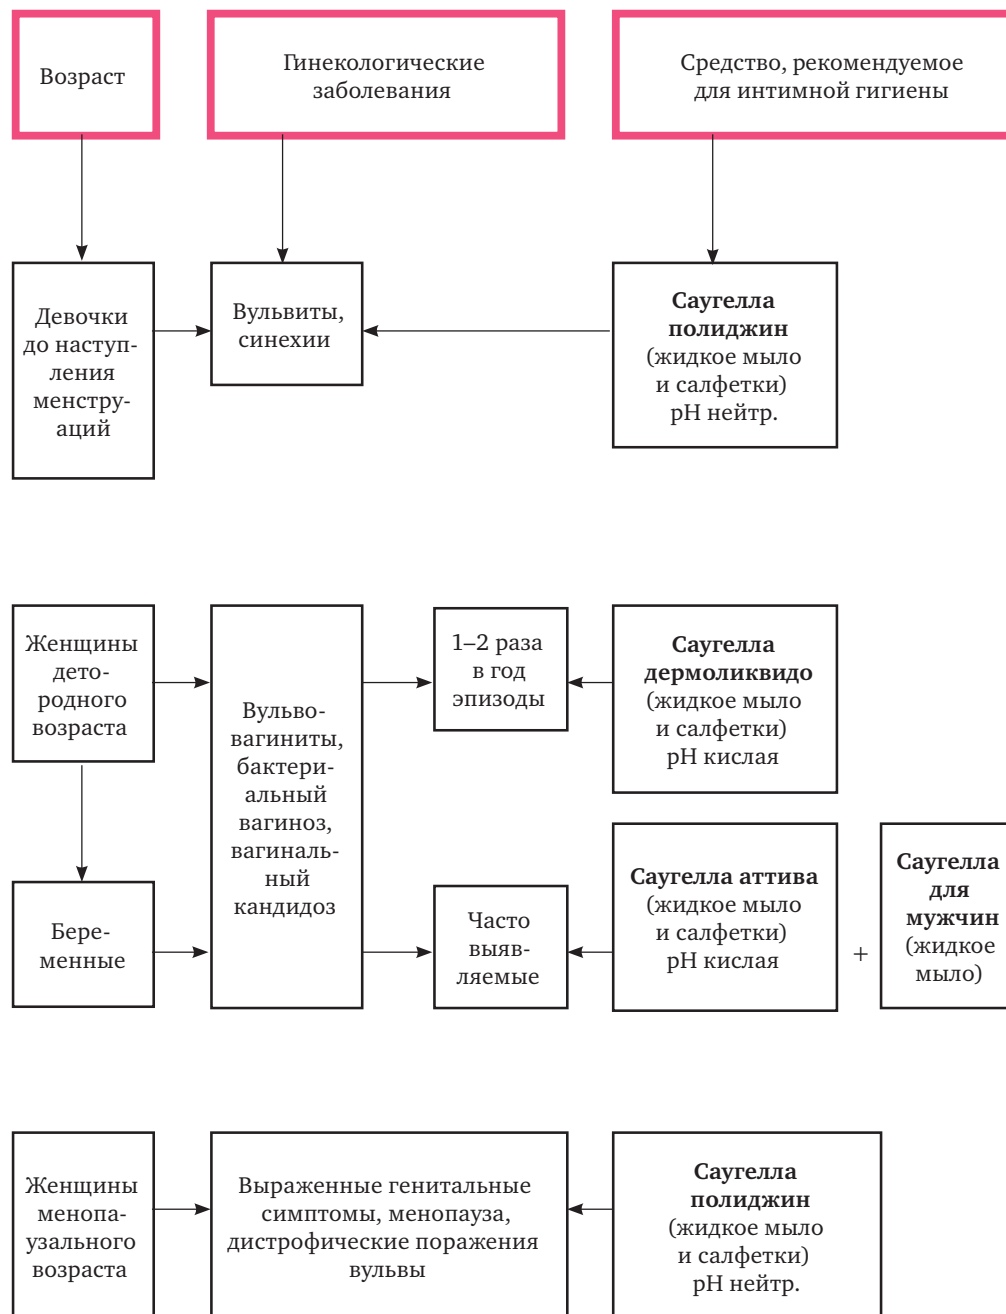 Возраст
Гинекологические
заболевания
Средство, рекомендуемое
для интимной гигиены
Девочки
до наступ-
ления
менстру-
аций
Вульвиты,
синехии
Саугелла
полиджин
(жидкое мыло
и салфетки)
pH нейтр.
Женщины
дето-
родного
возраста
Вульво-
вагиниты,
бактери-
альный
вагиноз,
вагиналь-
ный
кандидоз
1–2 раза
в год
эпизоды
Саугелла
дермоликвидо
(жидкое мыло
и салфетки)
pH кислая
Бере-
менные
Часто
выяв-
ляемые
Саугелла аттива
(жидкое мыло
и салфетки)
pH кислая
+
Саугелла
для
мужчин
(жидкое
мыло)
Женщины
менопа-
узального
возраста
Выраженные генитальные
симптомы, менопауза,
дистрофические поражения
вульвы
Саугелла
полиджин
(жидкое мыло
и салфетки)
pH нейтр.